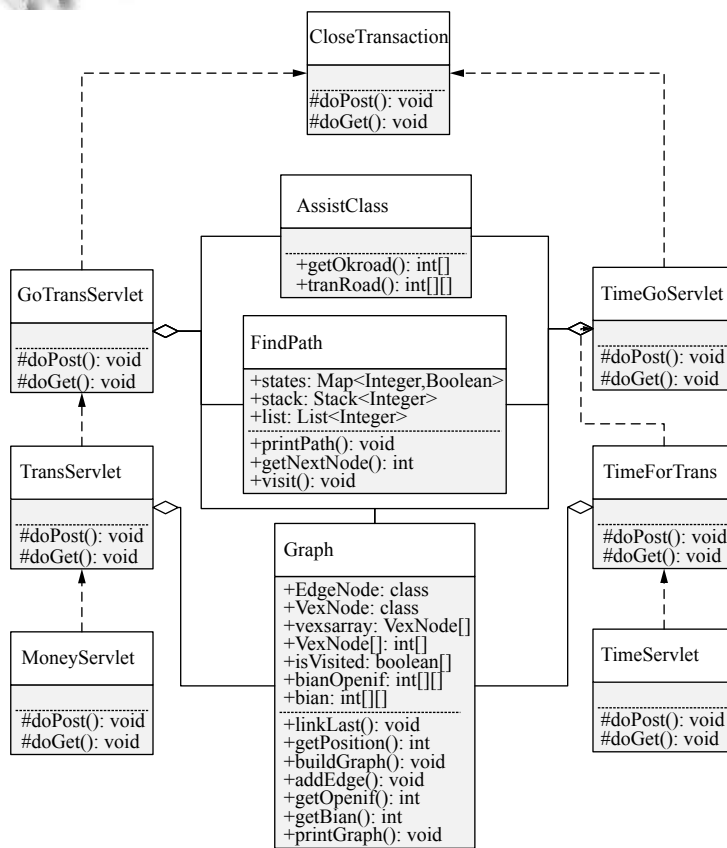 CloseTransaction
#doPost(): void
#doGet(): void
AssistClass
+getOkroad(): int[]
+tranRoad(): int[][]
GoTransServlet
#doPost(): void
#doGet(): void
TimeGoServlet
#doPost(): void
#doGet(): void
FindPath
+states: Map<Integer,Boolean>
+stack: Stack<Integer>
+list: List<Integer>
+printPath(): void
+getNextNode(): int
+visit(): void
TransServlet
#doPost(): void
#doGet(): void
TimeForTrans
#doPost(): void
#doGet(): void
Graph
+EdgeNode: class
+VexNode: class
+vexsarray: VexNode[]
+VexNode[]: int[]
+isVisited: boolean[]
+bianOpenif: int[][]
+bian: int[][]
+linkLast(): void
+getPosition(): int
+buildGraph(): void
+addEdge(): void
+getOpenif(): int
+getBian(): int
+printGraph(): void
MoneyServlet
#doPost(): void
#doGet(): void
TimeServlet
#doPost(): void
#doGet(): void